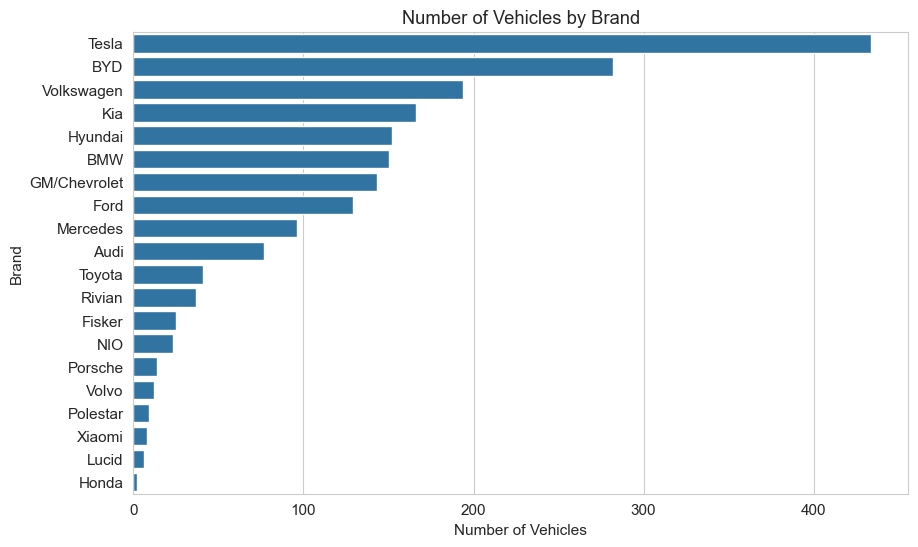 Number of Vehicles by Brand
Brand
Tesla
BYD
Volkswagen
Kia
Hyundai
BMW
GM/Chevrolet
Ford
Mercedes
Audi
Toyota
Rivian
Fisker
NIO
Porsche
Volvo
Polestar
Xiaomi
Lucid
Honda
0 100 200 300 400
Number of Vehicles